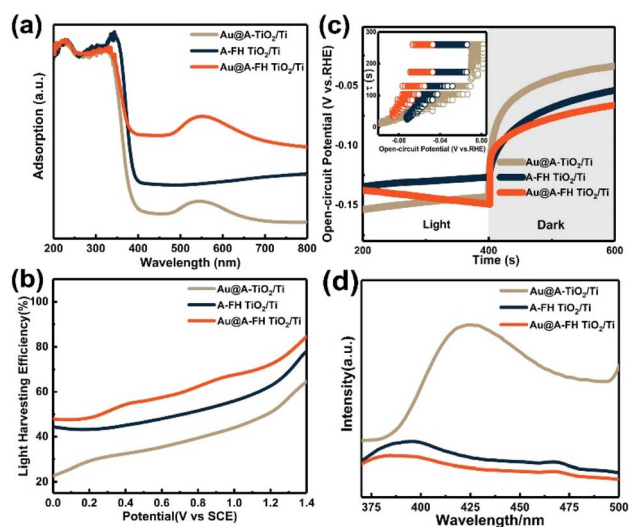 (a)
Au@A-TiO2/Ti
A-FH TiO2/Ti
Au@A-FH TiO2/Ti
Adsorption (a.u.)
200 300 400 500 600 700 800
Wavelength (nm)
(c)
Open-circuit Potential (V vs.RHE)
-0.05
-0.10
-0.15
τ (s)
300
200
100
0
-0.08 -0.04 0.00
Open-circuit Potential (V vs.RHE)
Au@A-TiO2/Ti
A-FH TiO2/Ti
Au@A-FH TiO2/Ti
Light Dark
200 400 600
Time (s)
(b)
Au@A-TiO2/Ti
A-FH TiO2/Ti
Au@A-FH TiO2/Ti
Light Harvesting Efficiency(%)
100
80
60
40
20
0.0 0.2 0.4 0.6 0.8 1.0 1.2 1.4
Potential(V vs SCE)
(d)
Au@A-TiO2/Ti
A-FH TiO2/Ti
Au@A-FH TiO2/Ti
Intensity(a.u.)
375 400 425 450 475 500
Wavelength/nm